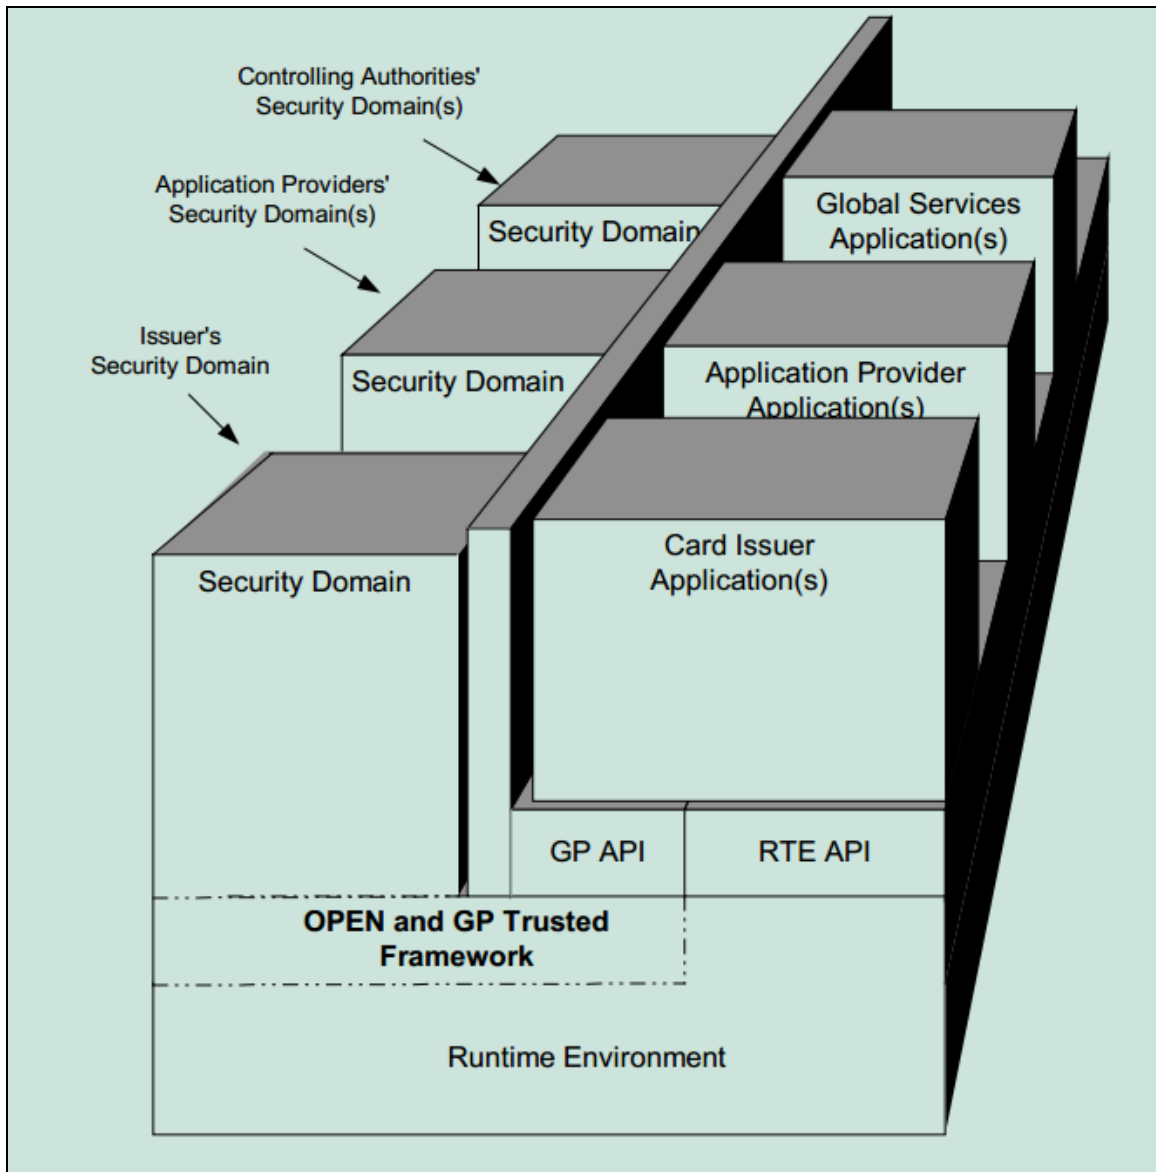 Controlling Authorities'
Security Domain(s)
Application Providers'
Security Domain(s)
Issuer's
Security Domain
Security Domain
Global Services
Application(s)
Security Domain
Application Provider
Application(s)
Security Domain
Card Issuer
Application(s)
GP API
RTE API
OPEN and GP Trusted
Framework
Runtime Environment